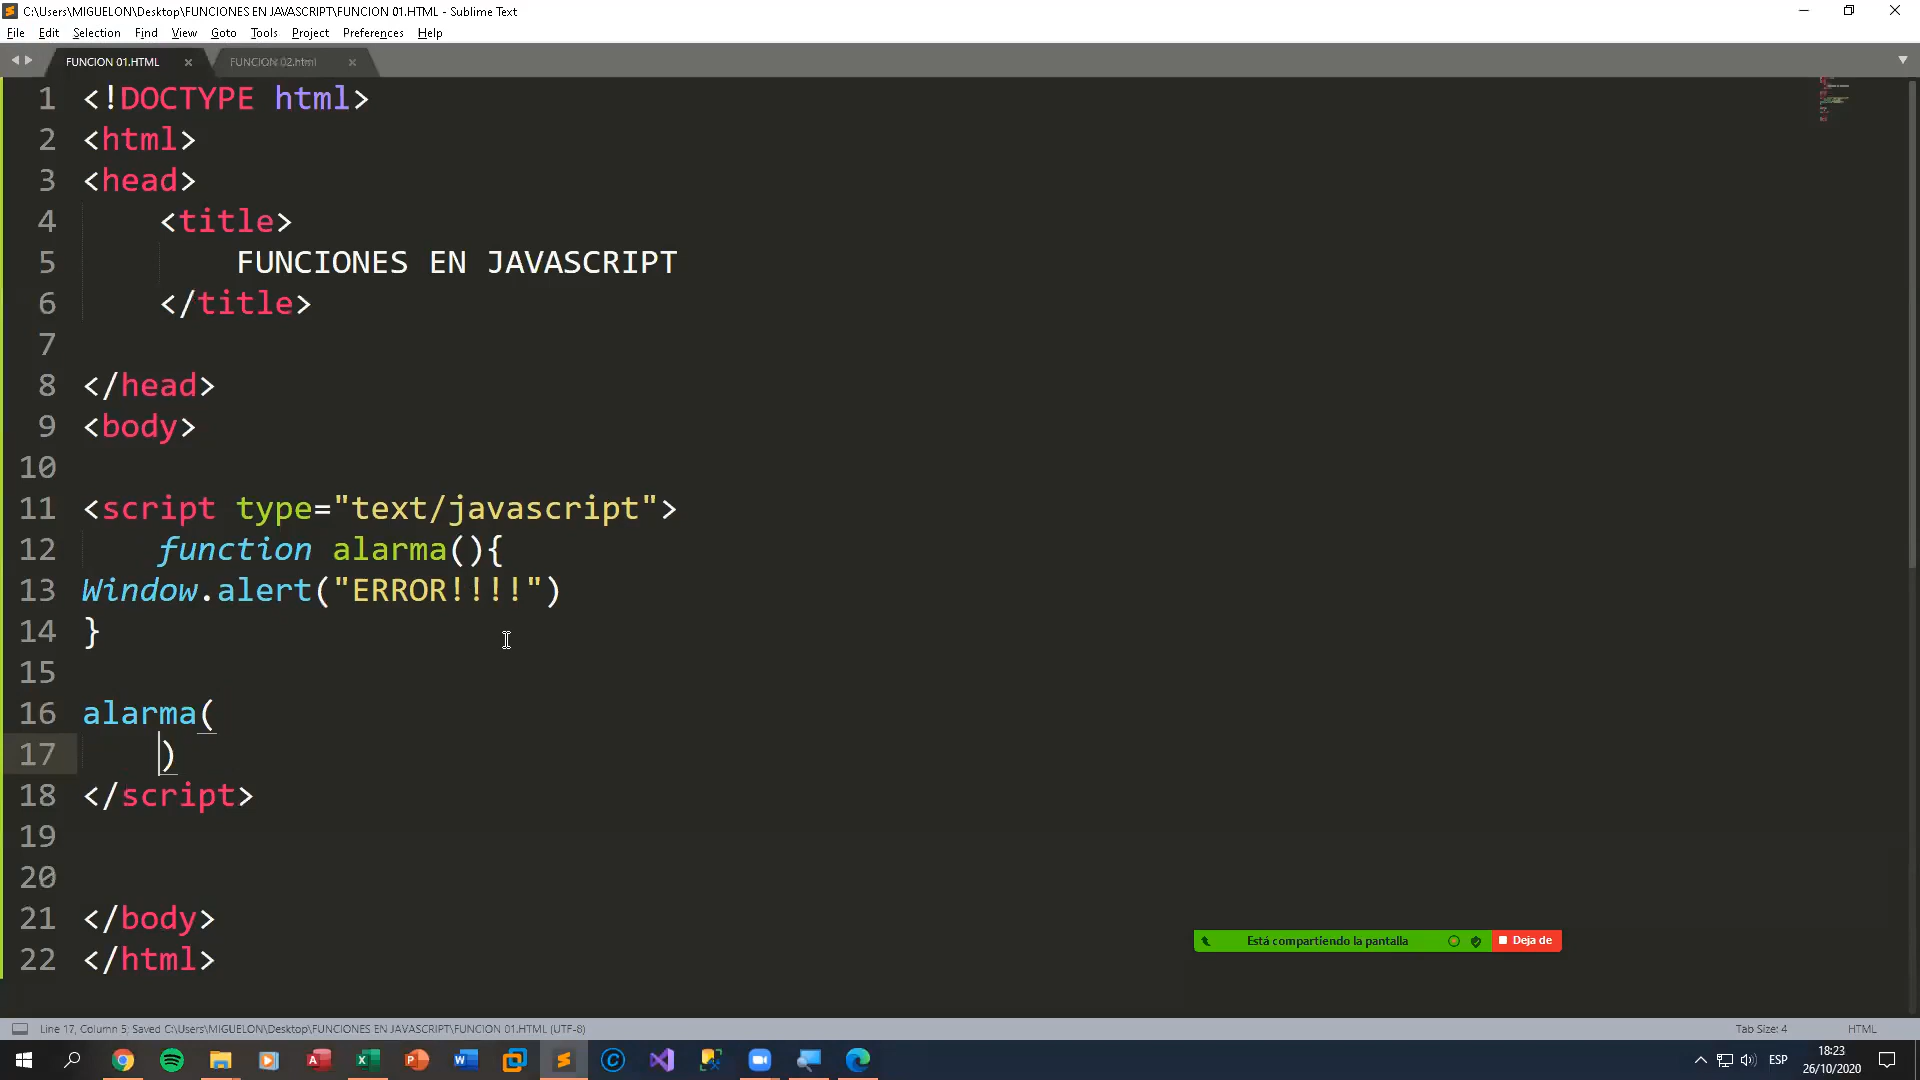 C:\Users\MIGUELON\Desktop\FUNCIONES EN JAVASCRIPT\FUNCION 01.HTML - Sublime Text
File Edit Selection Find View Goto Tools Project Preferences Help
FUNCION 01.HTML × FUNCION 02.html ×
1 <!DOCTYPE html>
2 <html>
3 <head>
4 <title>
5 FUNCIONES EN JAVASCRIPT
6 </title>
7
8 </head>
9 <body>
10
11 <script type="text/javascript">
12 function alarma(){
13 Window.alert("ERROR!!!!")
14 }
15
16 alarma(
17 )
18 </script>
19
20
21 </body>
22 </html>
Está compartiendo la pantalla Deja de
Line 17, Column 5; Saved C:\Users\MIGUELON\Desktop\FUNCIONES EN JAVASCRIPT\FUNCION 01.HTML (UTF-8) Tab Size: 4 HTML
ESP 18:23
26/10/2020